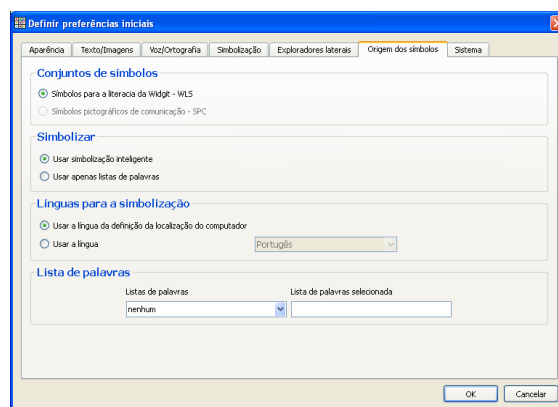 Definir preferências iniciais
Aparência Texto/Imagens Voz/Ortografia Simbolização Exploradores laterais Origem dos símbolos Sistema
Conjuntos de símbolos
Símbolos para a literacia da Widgit - WLS
Símbolos pictográficos de comunicação - SPC
Simbolizar
Usar simbolização inteligente
Usar apenas listas de palavras
Línguas para a simbolização
Usar a língua da definição da localização do computador
Usar a língua Portugês
Lista de palavras
Listas de palavras Lista de palavras selecionada
nenhum
OK Cancelar